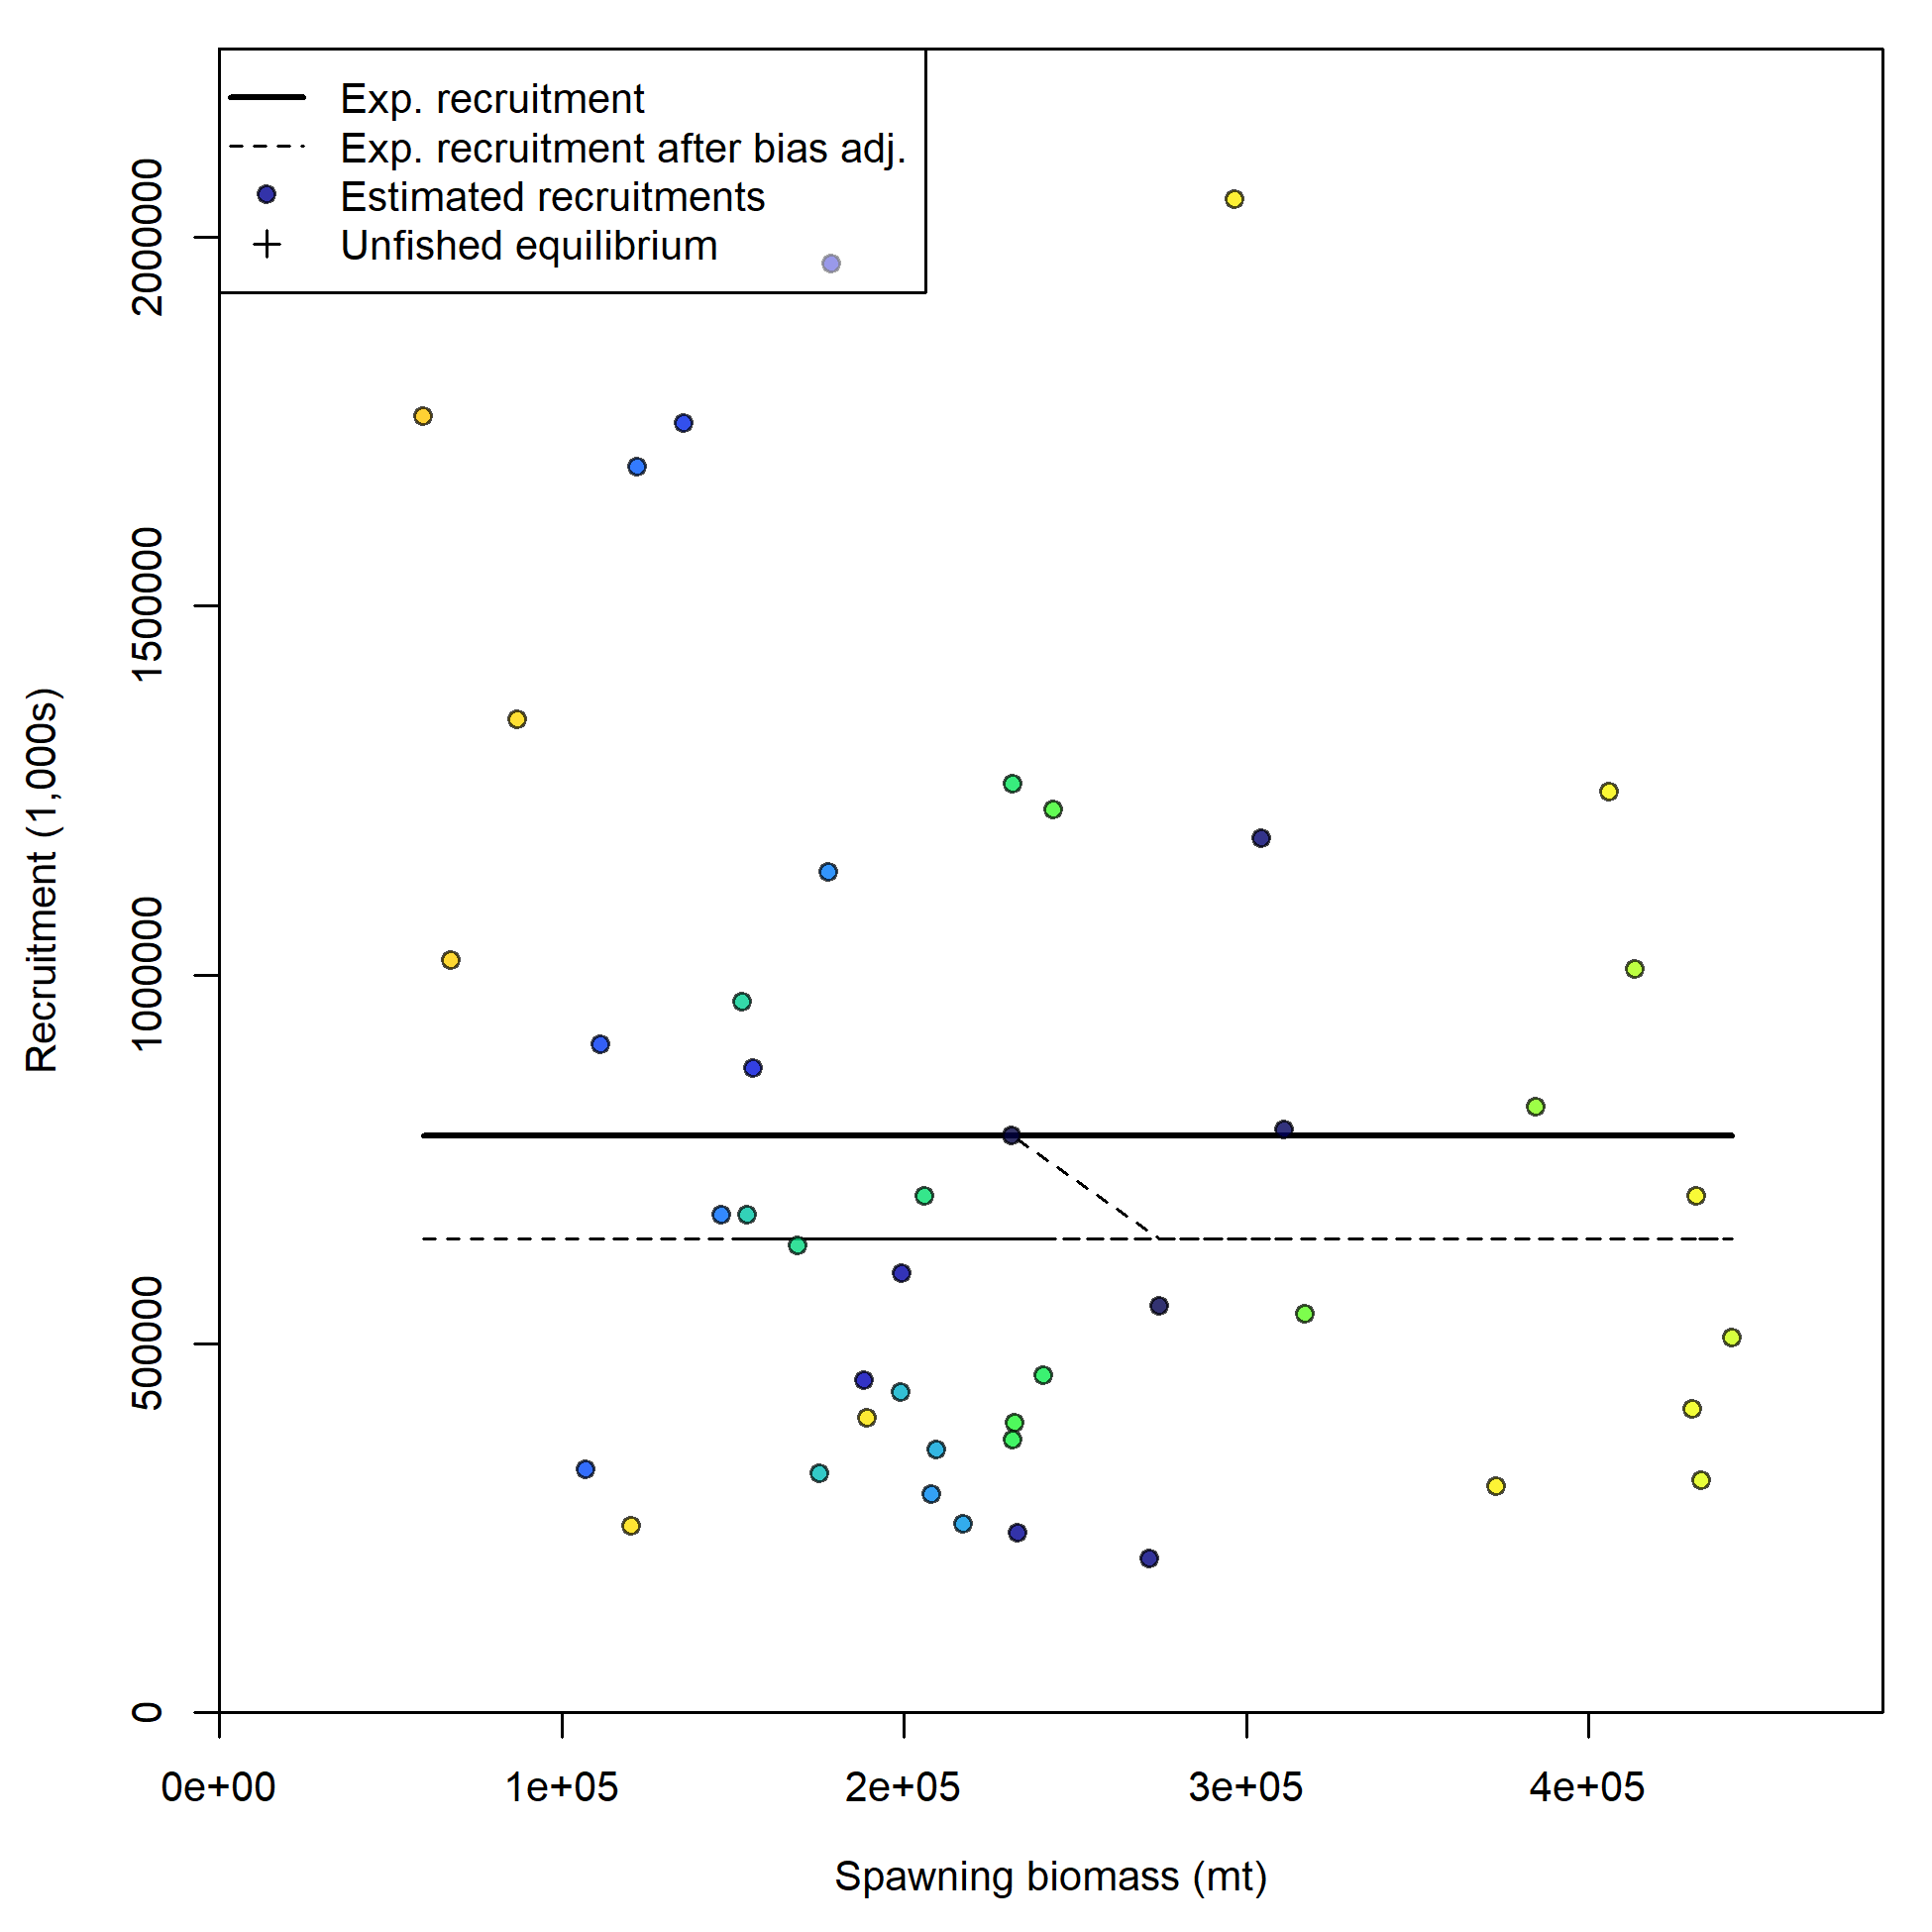 Exp. recruitment
Exp. recruitment after bias adj.
Estimated recruitments
Unfished equilibrium
2000000
1500000
1000000
500000
0
Recruitment (1,000s)
0e+00 1e+05 2e+05 3e+05 4e+05
Spawning biomass (mt)